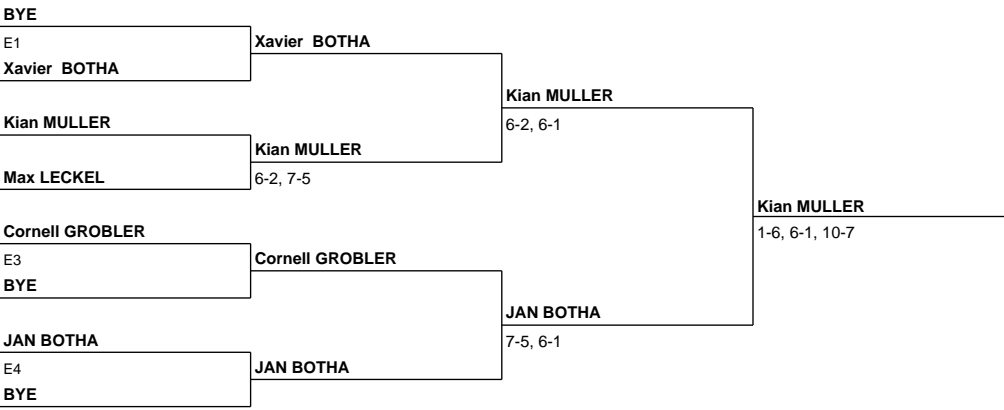 BYE
E1
Xavier BOTHA
Xavier BOTHA
Kian MULLER
6-2, 6-1
Kian MULLER
Kian MULLER
Max LECKEL
6-2, 7-5
Kian MULLER
1-6, 6-1, 10-7
Cornell GROBLER
E3
Cornell GROBLER
BYE
JAN BOTHA
7-5, 6-1
JAN BOTHA
E4
JAN BOTHA
BYE